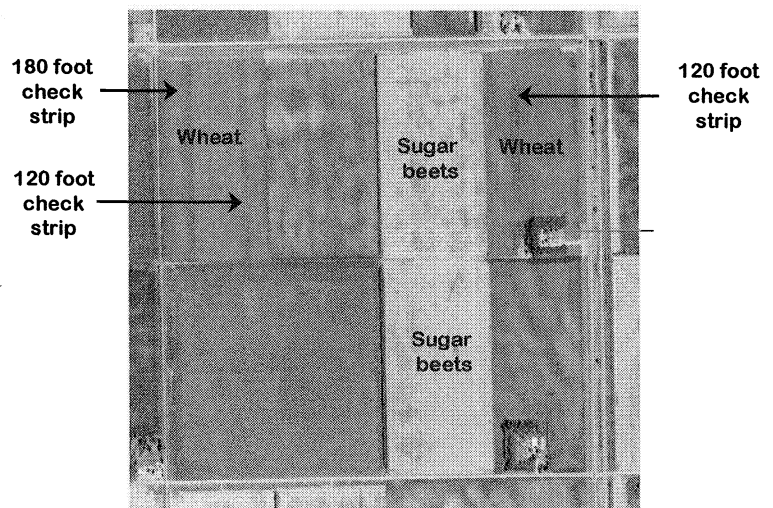 180 foot
check
strip
Wheat
120 foot
check
strip
Sugar
beets
Wheat
120 foot
check
strip
Sugar
beets